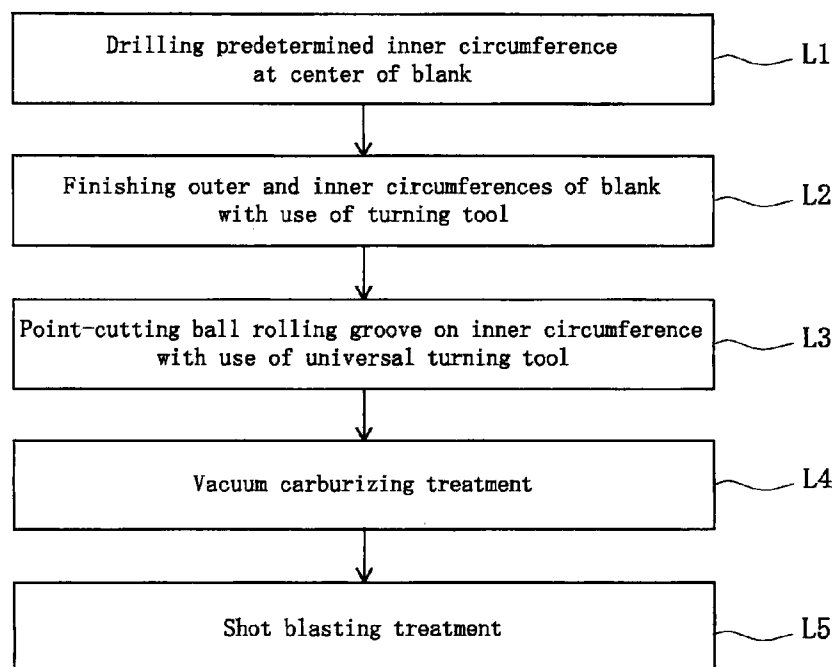 Drilling predetermined inner circumference
at center of blank
L1
Finishing outer and inner circumferences of blank
with use of turning tool
L2
Point-cutting ball rolling groove on inner circumference
with use of universal turning tool
L3
Vacuum carburizing treatment
L4
Shot blasting treatment
L5